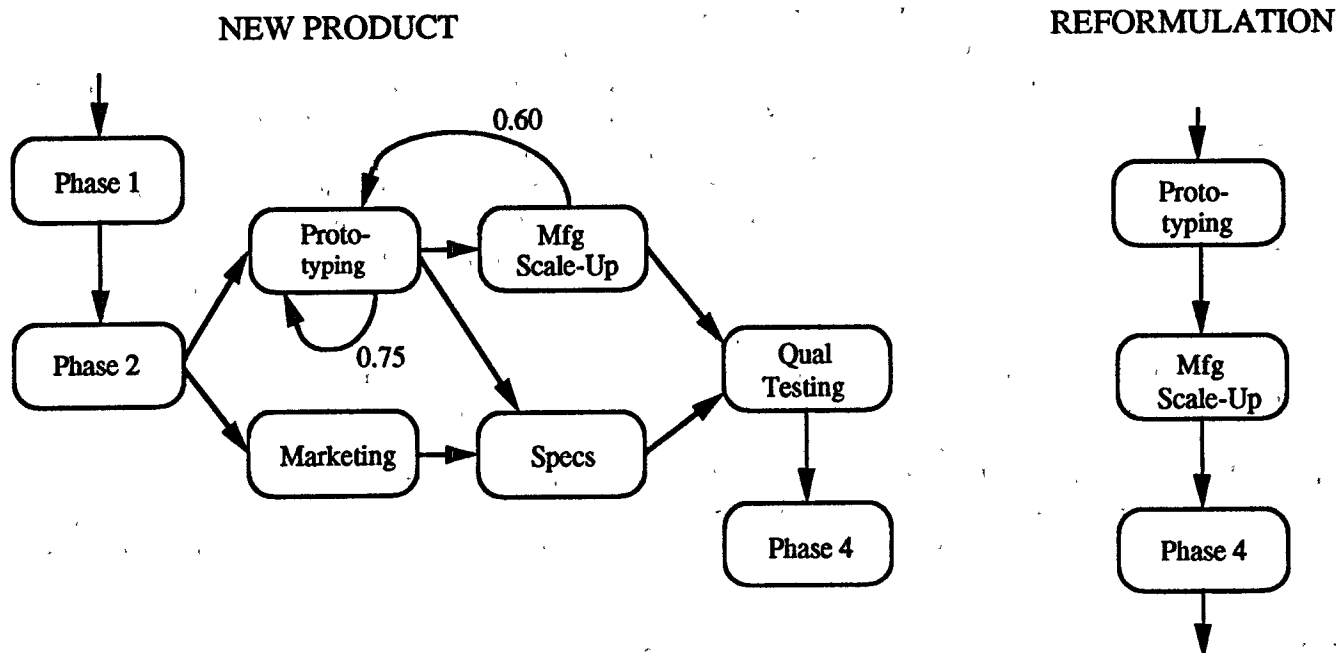 NEW PRODUCT
REFORMULATION
0.60
Phase 1
Proto-
typing
Mfg
Scale-Up
0.75
Phase 2
Marketing
Specs
Qual
Testing
Phase 4
Proto-
typing
Mfg
Scale-Up
Phase 4